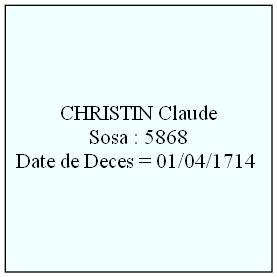 CHRISTIN Claude
Sosa : 5868
Date de Deces = 01/04/1714